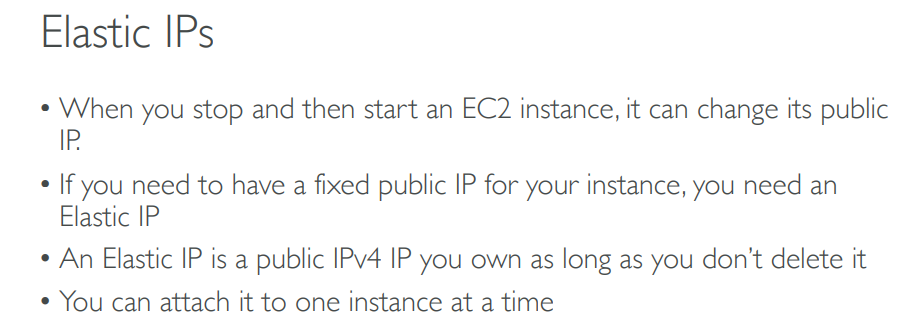 Elastic IPs
• When you stop and then start an EC2 instance, it can change its public
IP.
• If you need to have a fixed public IP for your instance, you need an
Elastic IP
• An Elastic IP is a public IPv4 IP you own as long as you don’t delete it
• You can attach it to one instance at a time